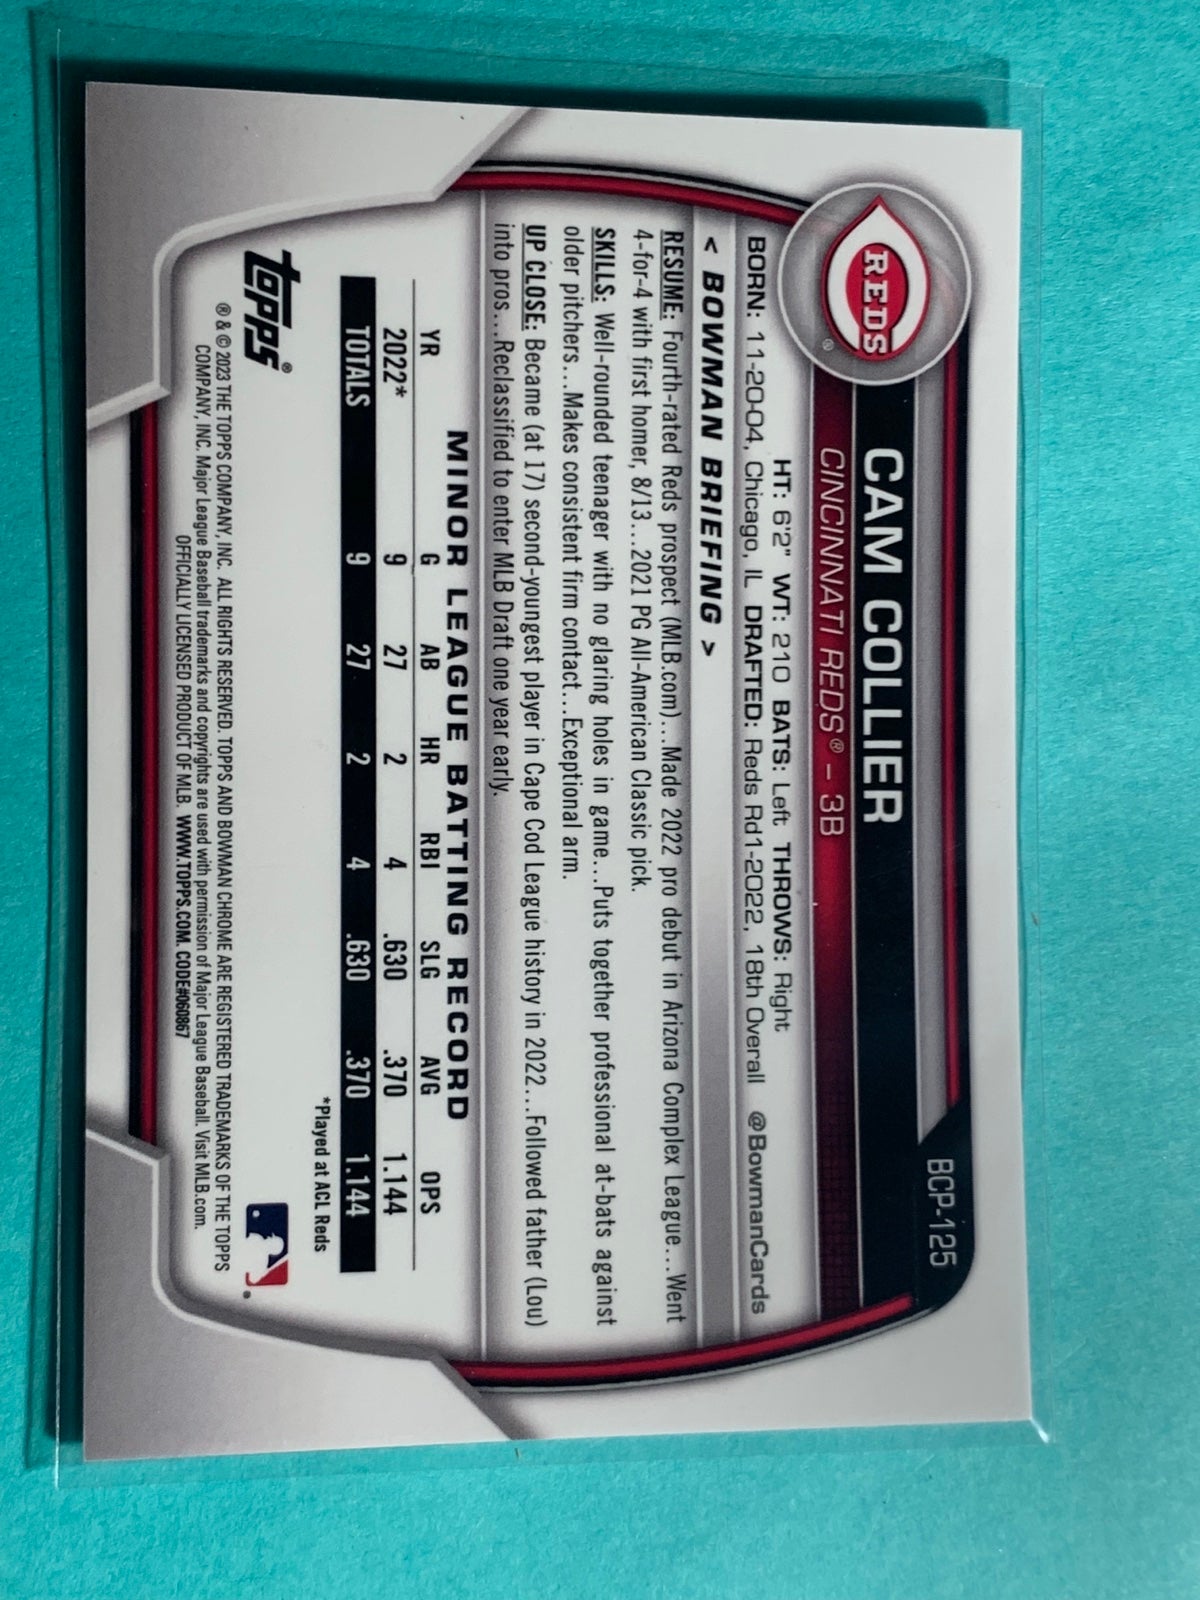 BCP-125
REDS®
CAM COLLIER
CINCINNATI REDS® – 3B
HT: 6'2" WT: 210 BATS: Left THROWS: Right
BORN: 11-20-04, Chicago, IL DRAFTED: Reds Rd1-2022, 18th Overall @BowmanCards
< BOWMAN BRIEFING >
RESUME: Fourth-rated Reds prospect (MLB.com)...Made 2022 pro debut in Arizona Complex League...Went
4-for-4 with first homer, 8/13...2021 PG All-American Classic pick.
SKILLS: Well-rounded teenager with no glaring holes in game...Puts together professional at-bats against
older pitchers...Makes consistent firm contact...Exceptional arm.
UP CLOSE: Became (at 17) second-youngest player in Cape Cod League history in 2022...Followed father (Lou)
into pros...Reclassified to enter MLB Draft one year early.
MINOR LEAGUE BATTING RECORD
YR G AB HR RBI SLG AVG OPS
2022* 9 27 2 4 .630 .370 1.144
TOTALS 9 27 2 4 .630 .370 1.144
*Played at ACL Reds
topps®
® & © 2023 THE TOPPS COMPANY, INC. ALL RIGHTS RESERVED. TOPPS AND BOWMAN CHROME ARE REGISTERED TRADEMARKS OF THE TOPPS
COMPANY, INC. Major League Baseball trademarks and copyrights are used with permission of Major League Baseball. Visit MLB.com.
OFFICIALLY LICENSED PRODUCT OF MLB. WWW.TOPPS.COM. CODE#060867